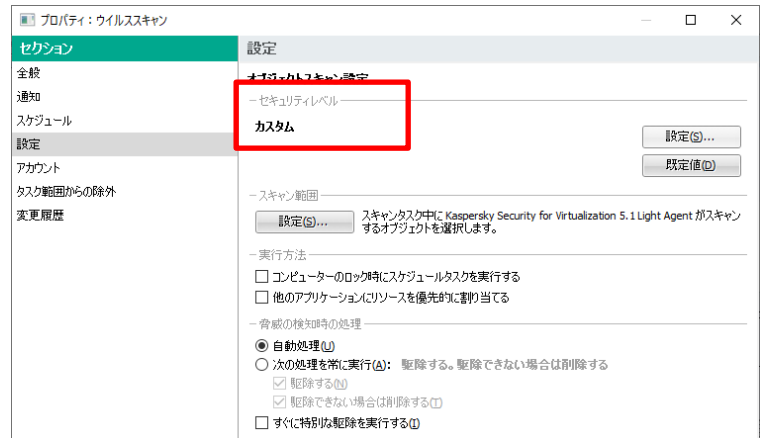 プロパティ：ウイルススキャン
セクション
設定
全般
通知
スケジュール
設定
アカウント
タスク範囲からの除外
変更履歴
オブジェクトスキャン設定
セキュリティレベル
カスタム
設定(S)...
既定値(D)
スキャン範囲
設定(S)...
スキャンタスク中に Kaspersky Security for Virtualization 5.1 Light Agent がスキャン
するオブジェクトを選択します。
実行方法
コンピューターのロック時にスケジュールタスクを実行する
他のアプリケーションにリソースを優先的に割り当てる
脅威の検知時の処理
自動処理(U)
次の処理を常に実行(A): 駆除する。駆除できない場合は削除する
駆除する(N)
駆除できない場合は削除する(T)
すぐに特別な駆除を実行する(I)